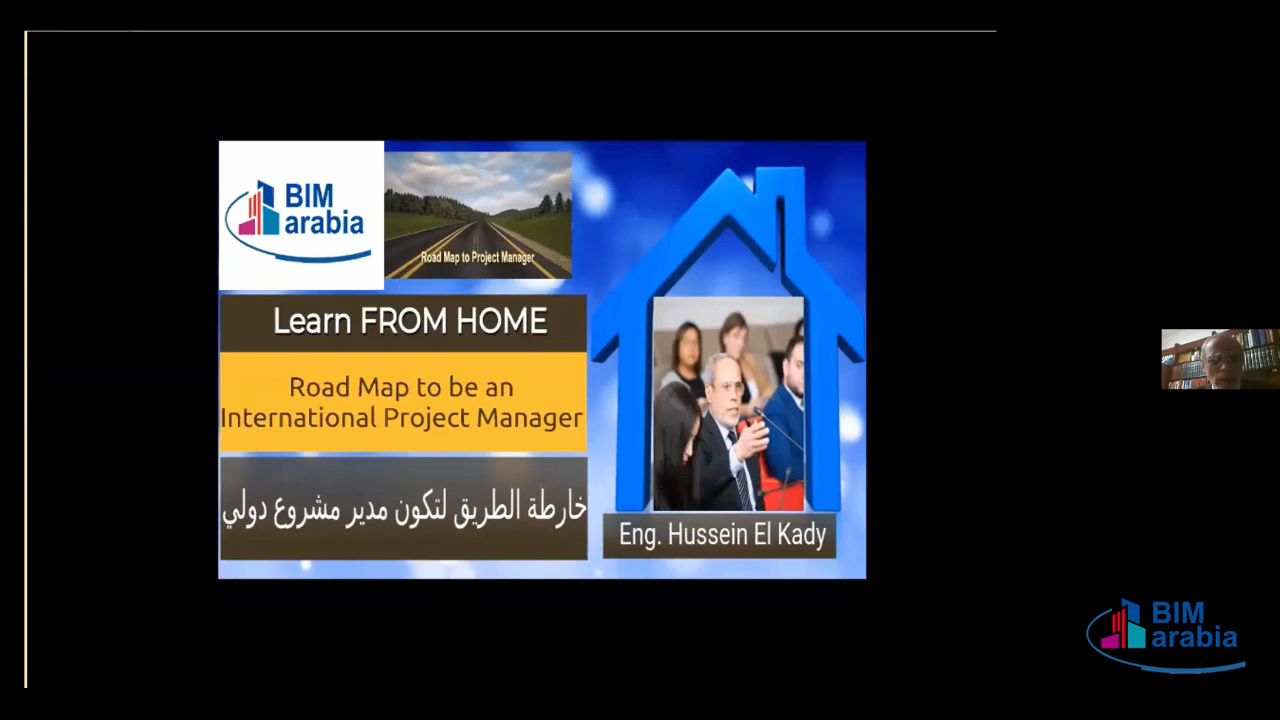 BIM
arabia
Road Map to Project Manager
Learn FROM HOME
Road Map to be an
International Project Manager
خارطة الطريق لتكون مدير مشروع دولي
Eng. Hussein El Kady
BIM
arabia